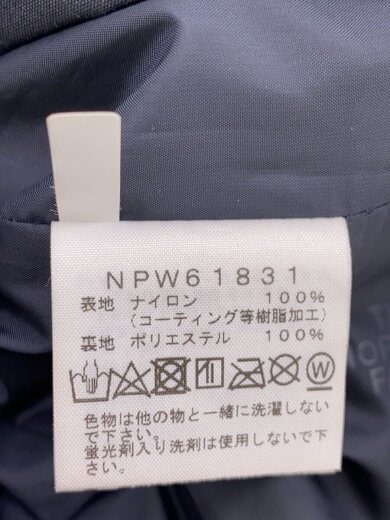 NPW61831
表地 ナイロン 100%
(コーティング等樹脂加工)
裏地 ポリエステル 100%
W
色物は他の物と一緒に洗濯しない
で下さい。
蛍光剤入り洗剤は使用しないで下
さい。